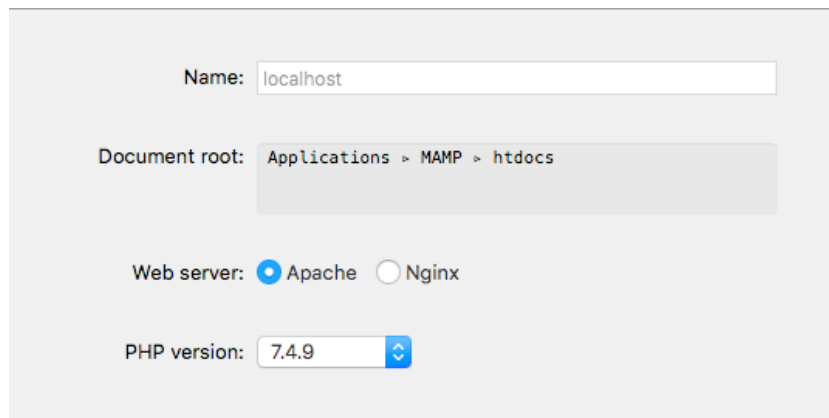 Name: localhost
Document root: Applications ▹ MAMP ▹ htdocs
Web server: Apache Nginx
PHP version: 7.4.9